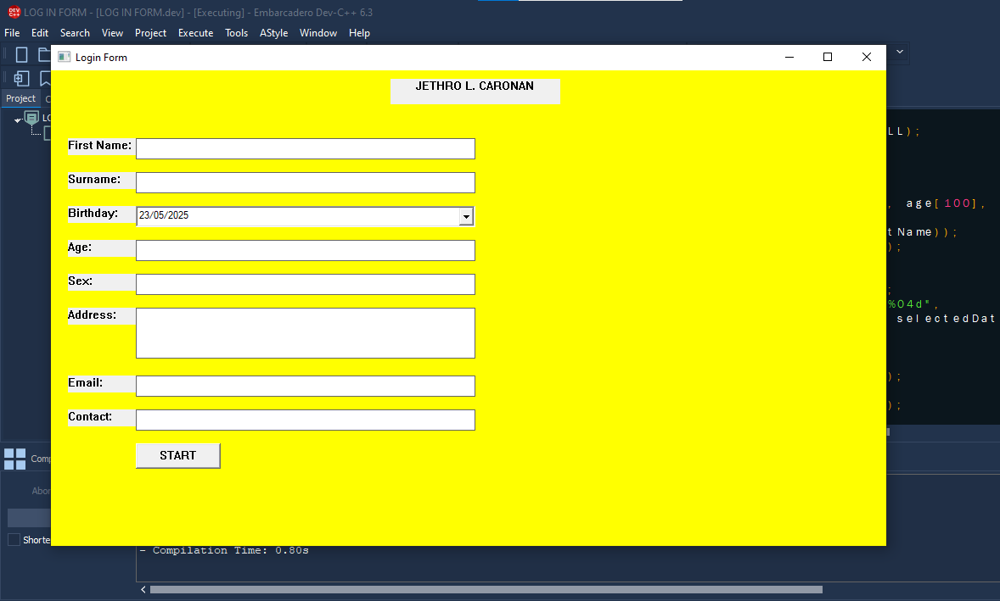 LOG IN FORM - [LOG IN FORM.dev] - [Executing] - Embarcadero Dev-C++ 6.3
File Edit Search View Project Execute Tools AStyle Window Help
Login Form
Project
JETHRO L. CARONAN
LL);
First Name:
Surname:
, age[100],
Birthday: 23/05/2025
tName));
Age:
);
Sex:
;
%04d",
Address:
selectedDat
Email:
);
Contact:
);
START
Comp
Abor
Shorte
- Compilation Time: 0.80s